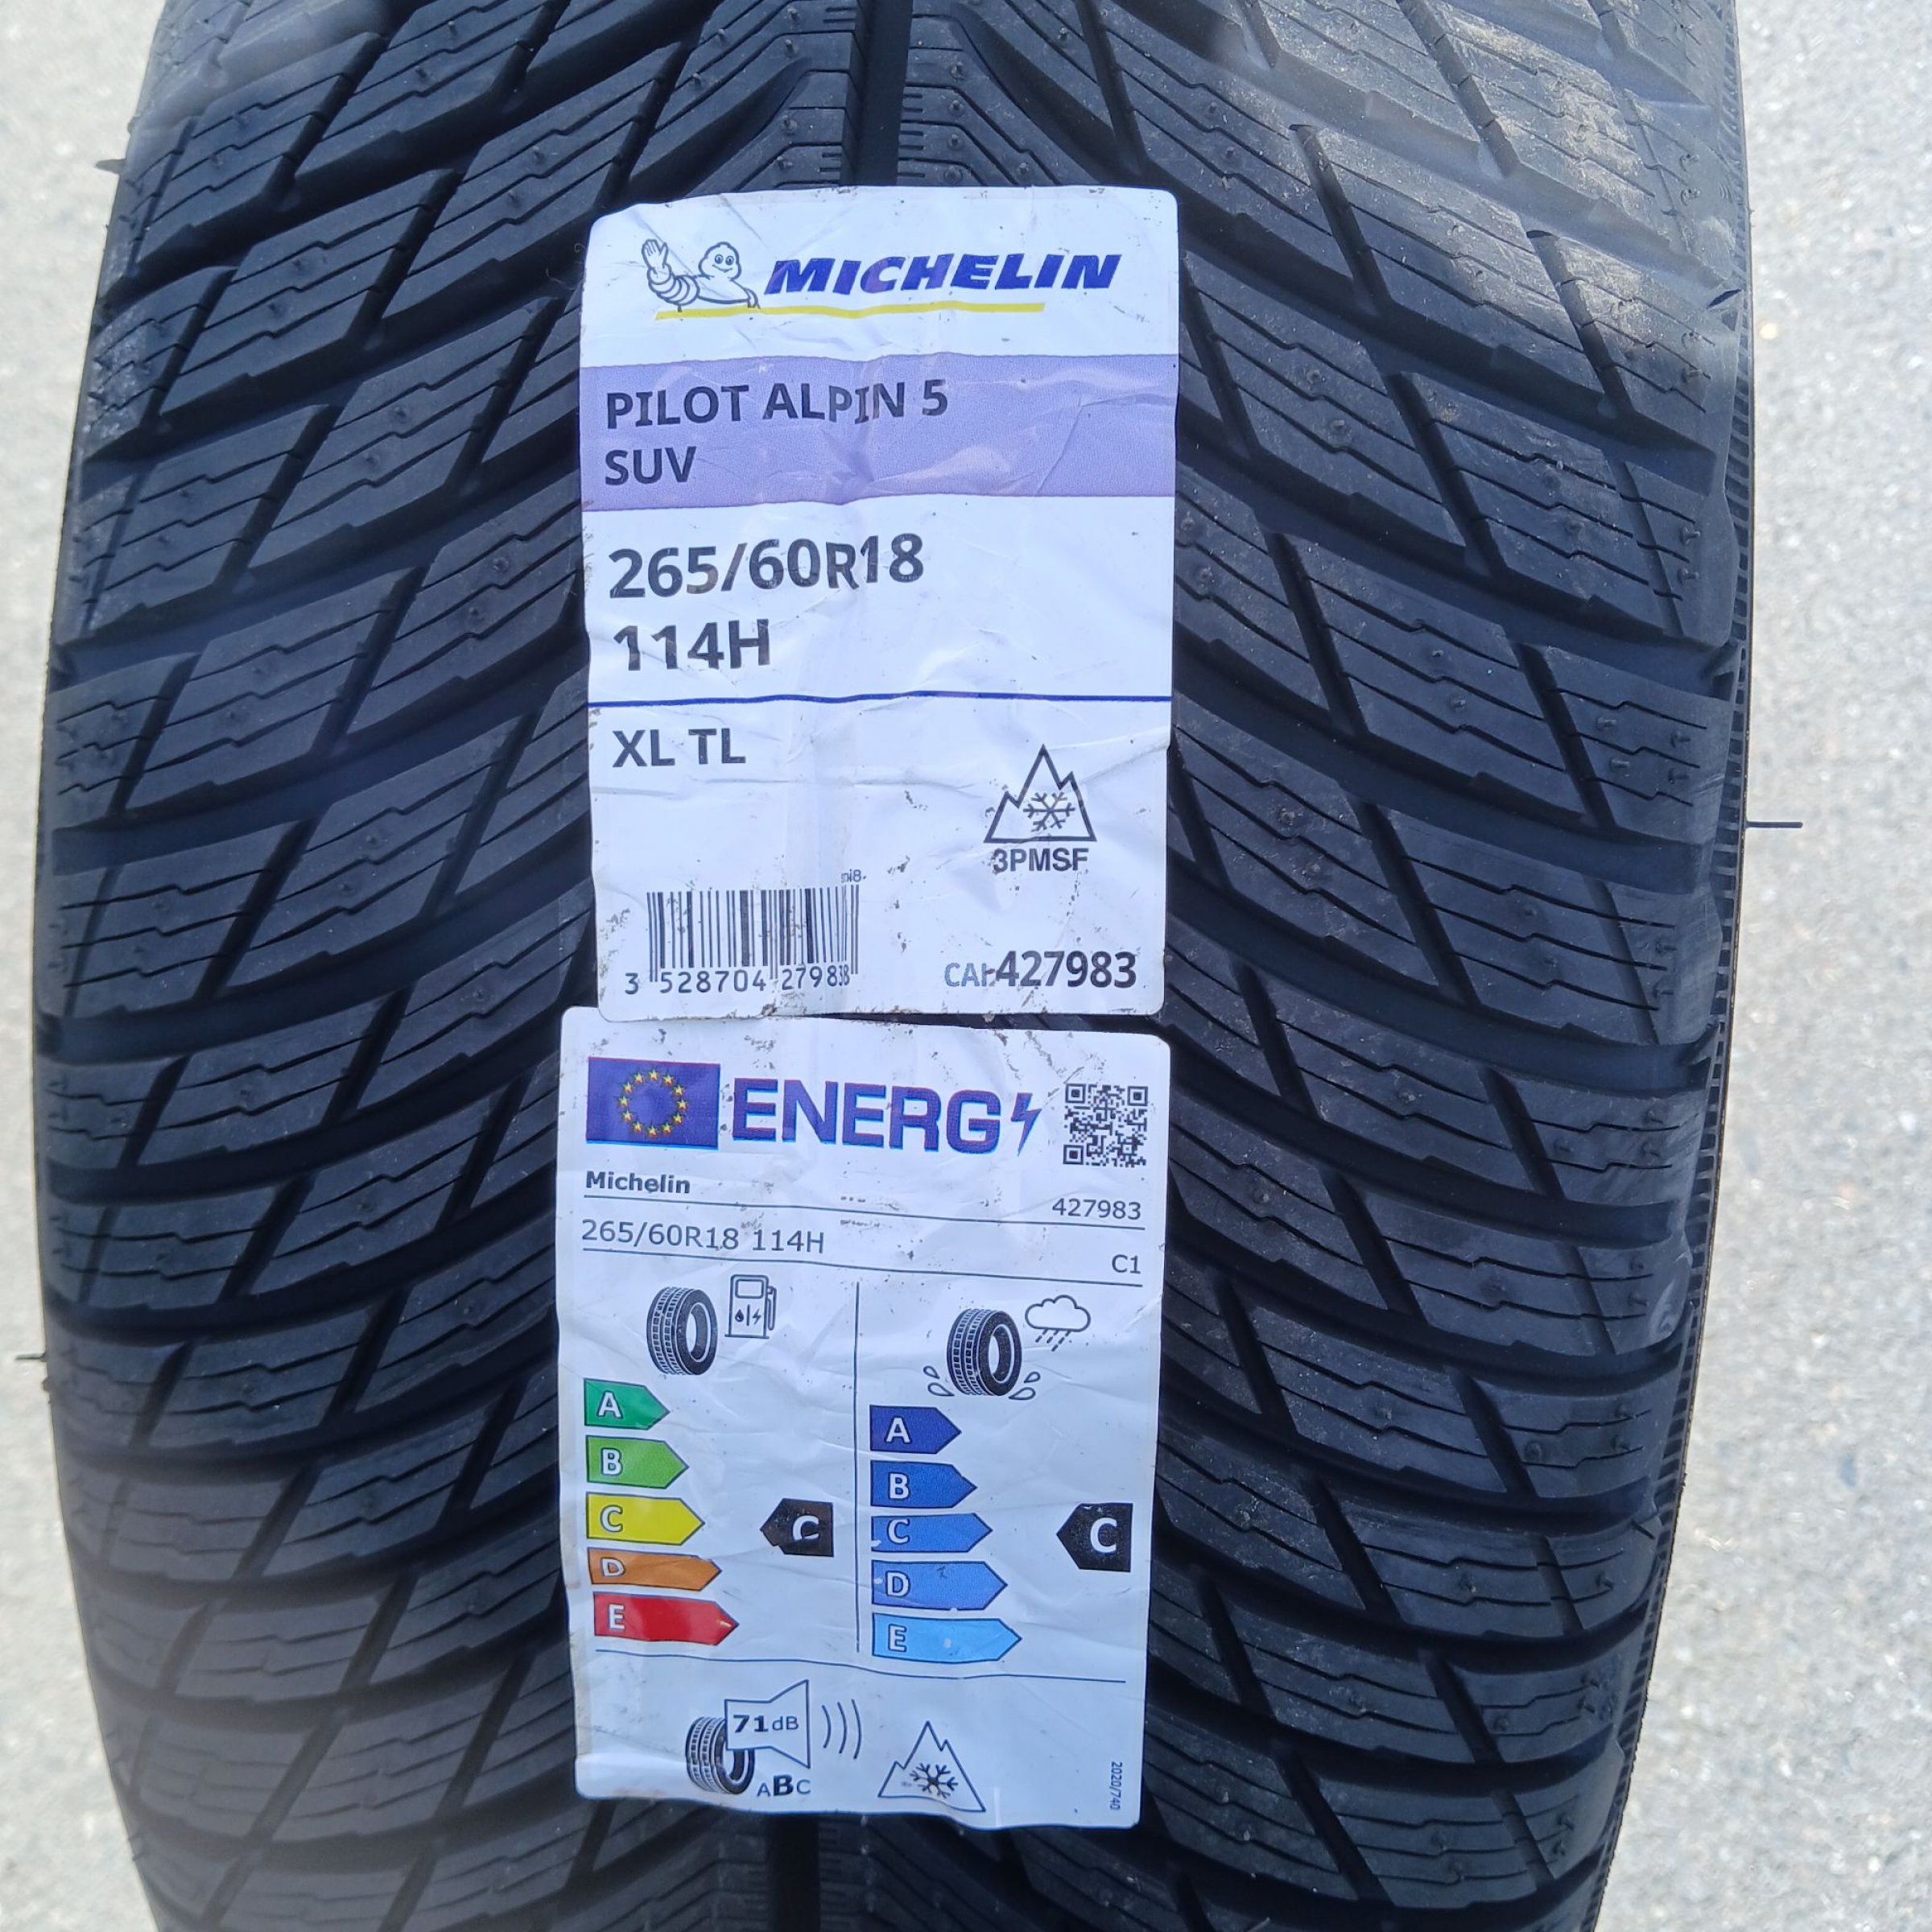 MICHELIN
PILOT ALPIN 5
SUV
265/60R18
114H
XL TL
3PMSF
3 528704 279838
CAI-427983
ENERG
Michelin
427983
265/60R18 114H
C1
A
B
C
D
E
C
A
B
C
D
E
C
71dB
ABC
2020/740